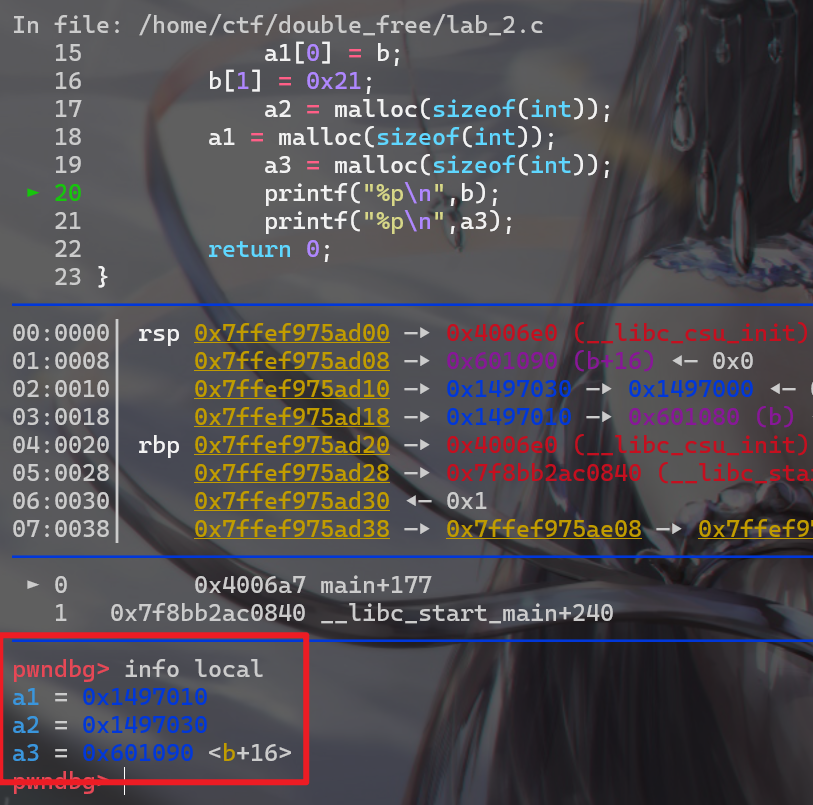 In file: /home/ctf/double_free/lab_2.c
15 a1[0] = b;
16 b[1] = 0x21;
17 a2 = malloc(sizeof(int));
18 a1 = malloc(sizeof(int));
19 a3 = malloc(sizeof(int));
► 20 printf("%p\n",b);
21 printf("%p\n",a3);
22 return 0;
23 }
00:0000│ rsp 0x7ffef975ad00 —▸ 0x4006e0 (__libc_csu_init)
01:0008│ 0x7ffef975ad08 —▸ 0x601090 (b+16) ◂— 0x0
02:0010│ 0x7ffef975ad10 —▸ 0x1497030 —▸ 0x1497000 ◂—
03:0018│ 0x7ffef975ad18 —▸ 0x1497010 —▸ 0x601080 (b)
04:0020│ rbp 0x7ffef975ad20 —▸ 0x4006e0 (__libc_csu_init)
05:0028│ 0x7ffef975ad28 —▸ 0x7f8bb2ac0840 (__libc_sta
06:0030│ 0x7ffef975ad30 ◂— 0x1
07:0038│ 0x7ffef975ad38 —▸ 0x7ffef975ae08 —▸ 0x7ffef97
► 0 0x4006a7 main+177
1 0x7f8bb2ac0840 __libc_start_main+240
pwndbg> info local
a1 = 0x1497010
a2 = 0x1497030
a3 = 0x601090 <b+16>
pwndbg>